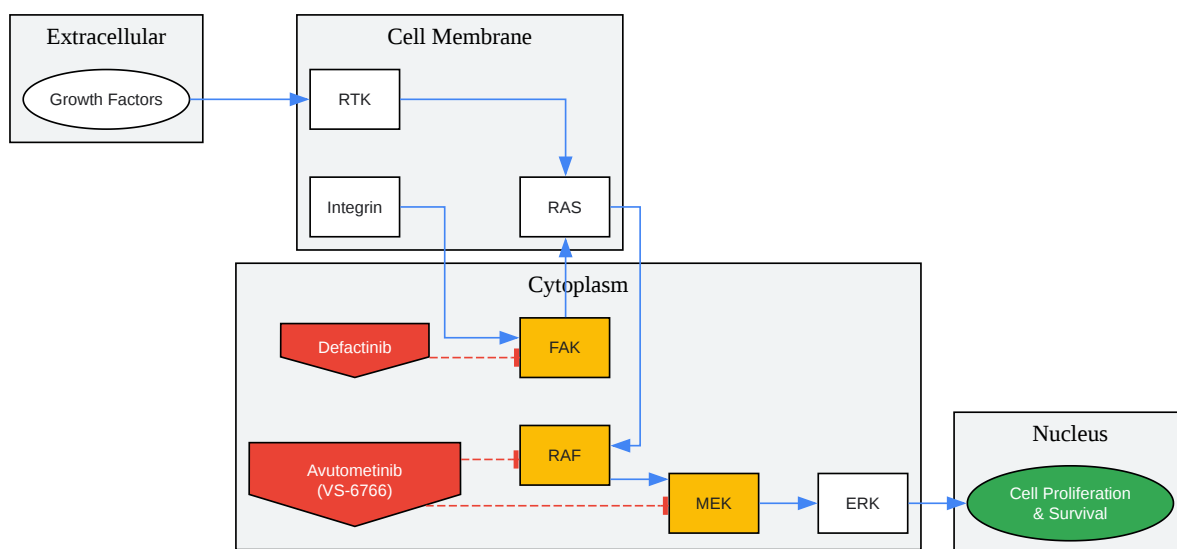 Extracellular
Growth Factors
Cell Membrane
RTK
Integrin
RAS
Cytoplasm
Defactinib
FAK
Avutometinib
(VS-6766)
RAF
MEK
ERK
Nucleus
Cell Proliferation
& Survival